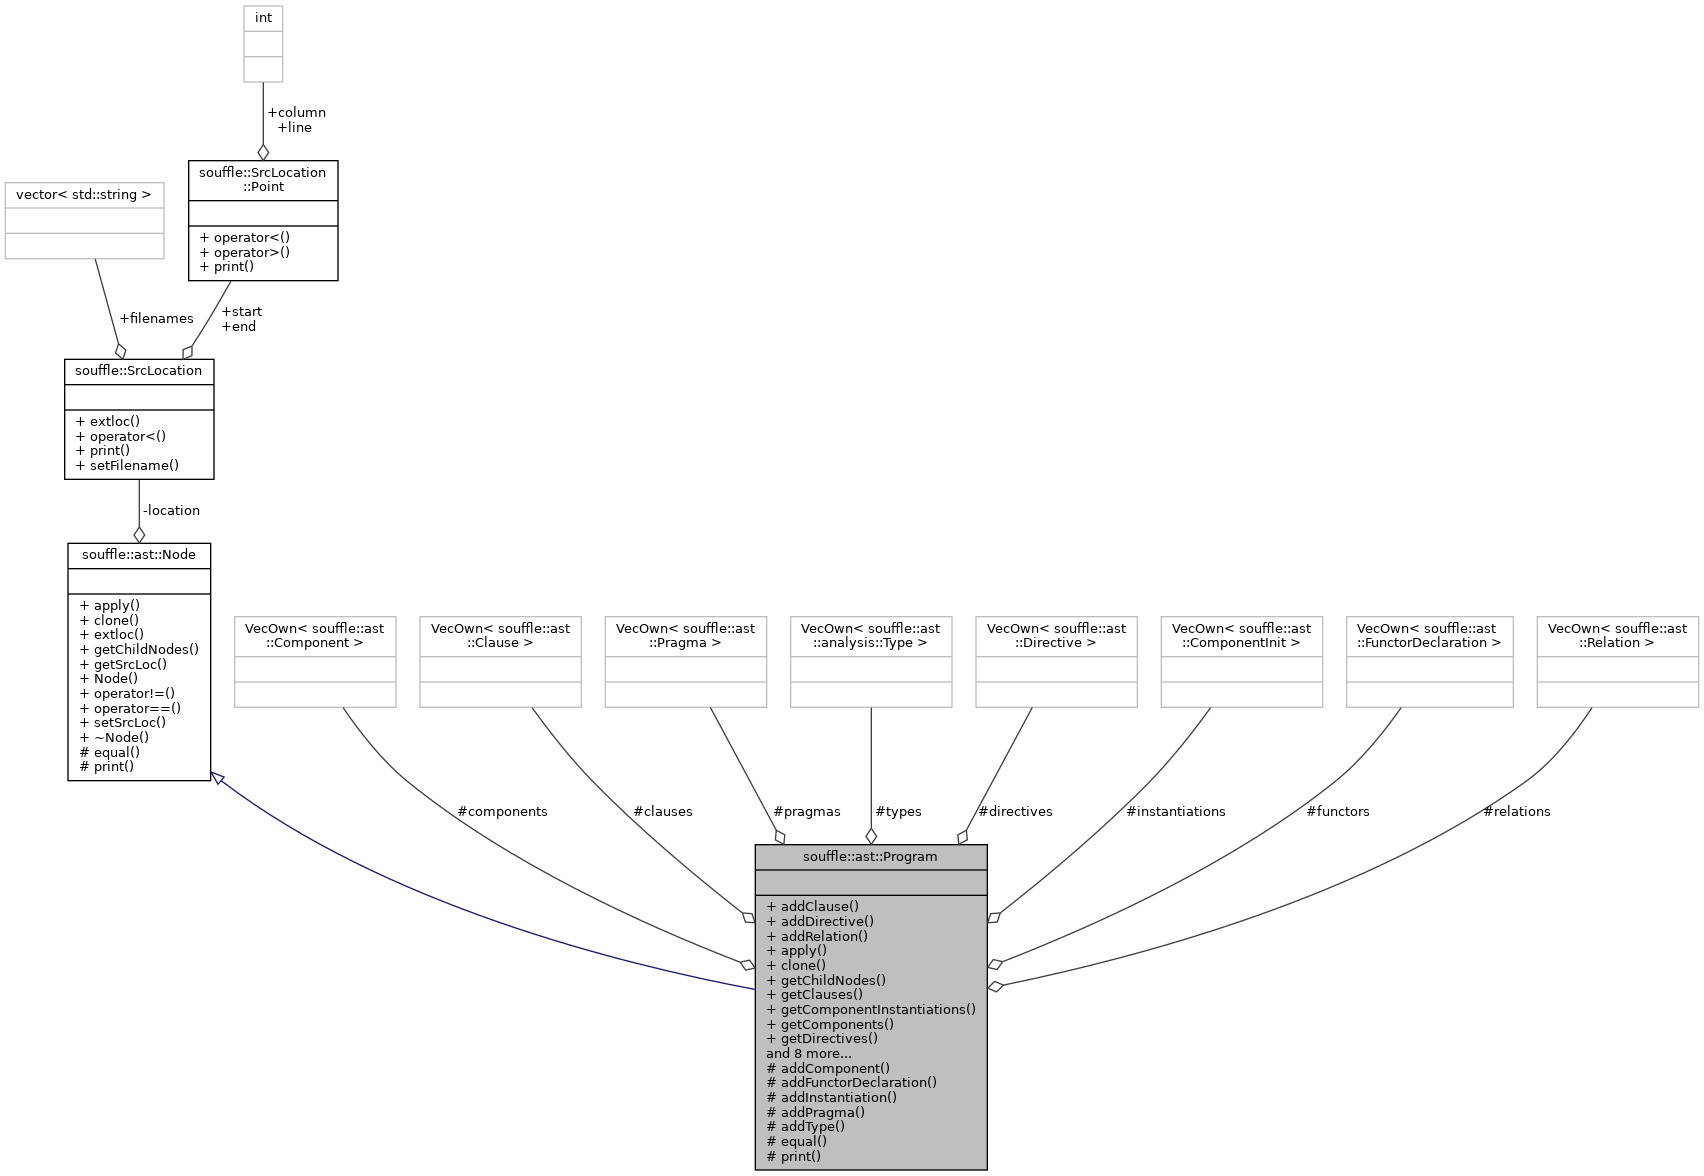 int
+column
+line
souffle::SrcLocation
::Point
+ operator<()
+ operator>()
+ print()
vector< std::string >
+filenames
+start
+end
souffle::SrcLocation
+ extloc()
+ operator<()
+ print()
+ setFilename()
-location
souffle::ast::Node
+ apply()
+ clone()
+ extloc()
+ getChildNodes()
+ getSrcLoc()
+ Node()
+ operator!=()
+ operator==()
+ setSrcLoc()
+ ~Node()
# equal()
# print()
VecOwn< souffle::ast
::Component >
VecOwn< souffle::ast
::Clause >
VecOwn< souffle::ast
::Pragma >
VecOwn< souffle::ast
::analysis::Type >
VecOwn< souffle::ast
::Directive >
VecOwn< souffle::ast
::ComponentInit >
VecOwn< souffle::ast
::FunctorDeclaration >
VecOwn< souffle::ast
::Relation >
#components
#clauses
#pragmas
#types
#directives
#instantiations
#functors
#relations
souffle::ast::Program
+ addClause()
+ addDirective()
+ addRelation()
+ apply()
+ clone()
+ getChildNodes()
+ getClauses()
+ getComponentInstantiations()
+ getComponents()
+ getDirectives()
and 8 more...
# addComponent()
# addFunctorDeclaration()
# addInstantiation()
# addPragma()
# addType()
# equal()
# print()